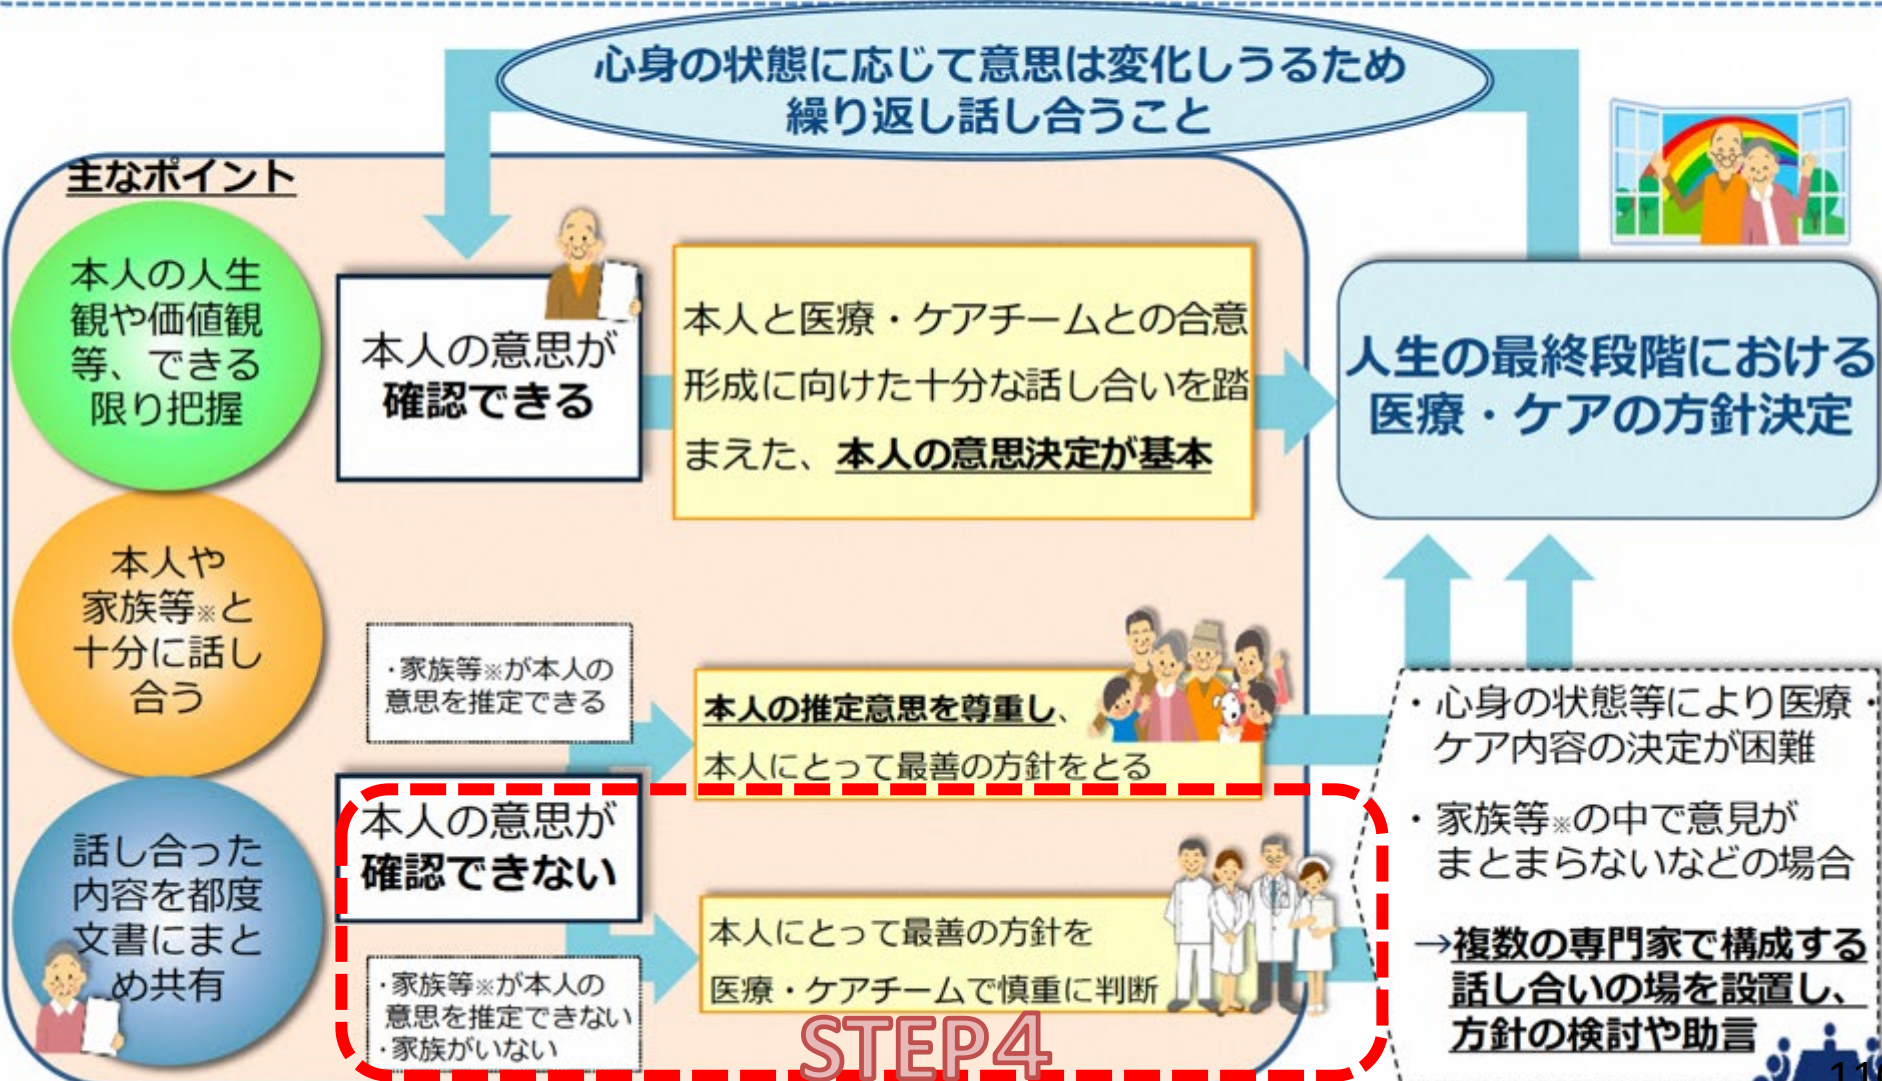 心身の状態に応じて意思は変化しうるため
繰り返し話し合うこと
主なポイント
本人の人生
観や価値観
等、できる
限り把握
本人や
家族等※と
十分に話し
合う
話し合った
内容を都度
文書にまと
め共有
本人の意思が
確認できる
本人と医療・ケアチームとの合意
形成に向けた十分な話し合いを踏
まえた、本人の意思決定が基本
人生の最終段階における
医療・ケアの方針決定
・家族等※が本人の
意思を推定できる
本人の推定意思を尊重し、
本人にとって最善の方針をとる
本人の意思が
確認できない
・家族等※が本人の
意思を推定できない
・家族がいない
本人にとって最善の方針を
医療・ケアチームで慎重に判断
STEP4
・心身の状態等により医療・
ケア内容の決定が困難
・家族等※の中で意見が
まとまらないなどの場合
→複数の専門家で構成する
話し合いの場を設置し、
方針の検討や助言